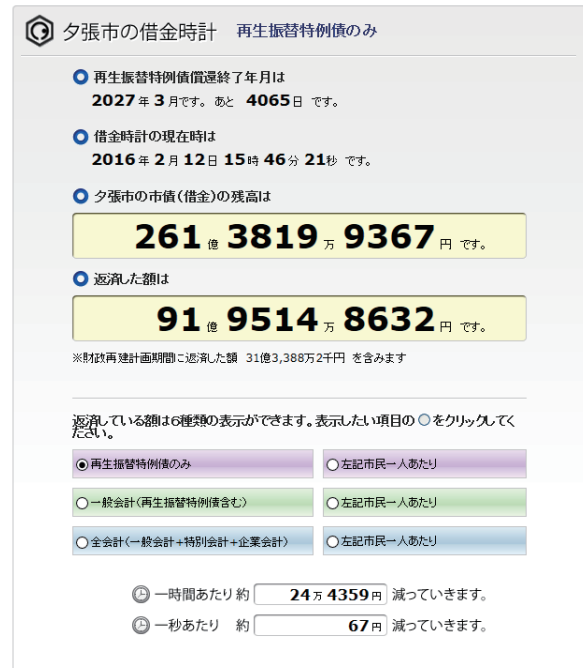 夕張市の借金時計 再生振替特例債のみ
再生振替特例債償還終了年月は
2027年3月です。あと 4065日 です。
借金時計の現在時は
2016年2月12日15時46分21秒 です。
夕張市の市債(借金)の残高は
261億3819万9367円 です。
返済した額は
91億9514万8632円 です。
※財政再建計画期間に返済した額 31億3,388万2千円 を含みます
返済している額は6種類の表示ができます。表示したい項目の○をクリックしてく
ださい。
再生振替特例債のみ 左記市民一人あたり
一般会計(再生振替特例債含む) 左記市民一人あたり
全会計(一般会計+特別会計+企業会計) 左記市民一人あたり
一時間あたり約 24万4359円 減っていきます。
一秒あたり 約 67円 減っていきます。